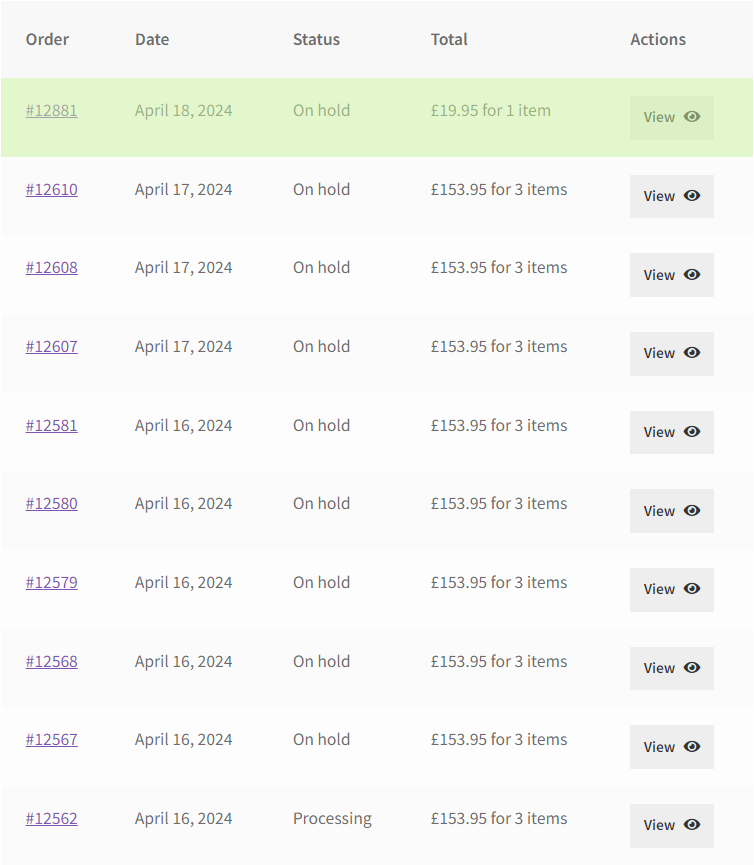 Order Date Status Total Actions
#12881 April 18, 2024 On hold £19.95 for 1 item View
#12610 April 17, 2024 On hold £153.95 for 3 items View
#12608 April 17, 2024 On hold £153.95 for 3 items View
#12607 April 17, 2024 On hold £153.95 for 3 items View
#12581 April 16, 2024 On hold £153.95 for 3 items View
#12580 April 16, 2024 On hold £153.95 for 3 items View
#12579 April 16, 2024 On hold £153.95 for 3 items View
#12568 April 16, 2024 On hold £153.95 for 3 items View
#12567 April 16, 2024 On hold £153.95 for 3 items View
#12562 April 16, 2024 Processing £153.95 for 3 items View